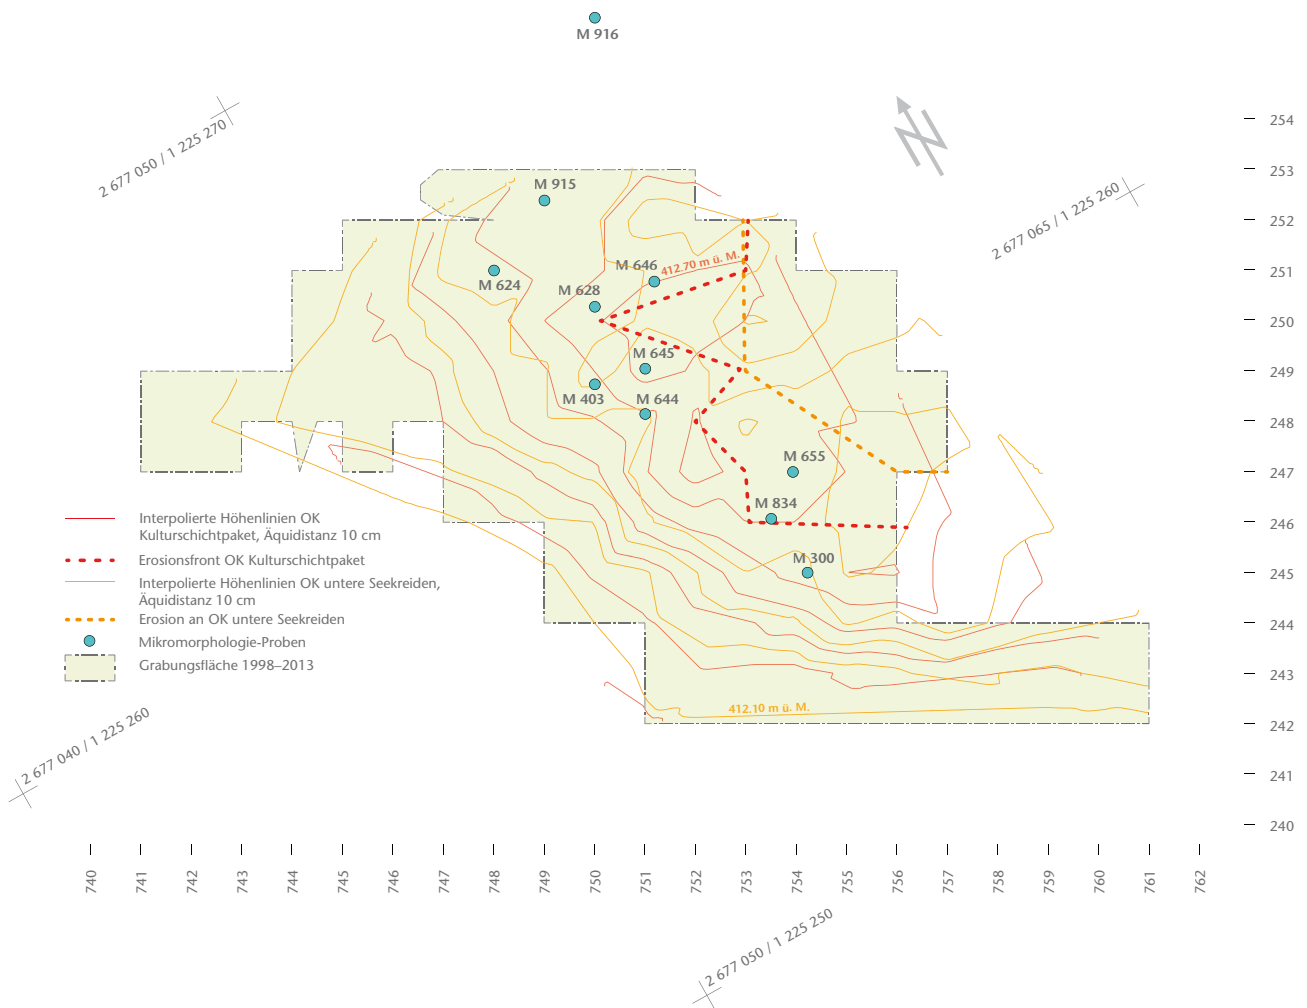 M 916
2 677 050 / 1 225 270
2 677 065 / 1 225 260
254
253
252
251
250
249
248
247
246
245
244
243
242
241
240
M 915
M 646
412.70 m ü. M.
M 624
M 628
M 645
M 403
M 644
M 655
M 834
M 300
412.10 m ü. M.
Interpolierte Höhenlinien OK
Kulturschichtpaket, Äquidistanz 10 cm
Erosionsfront OK Kulturschichtpaket
Interpolierte Höhenlinien OK untere Seekreiden,
Äquidistanz 10 cm
Erosion an OK untere Seekreiden
Mikromorphologie-Proben
Grabungsfläche 1998–2013
2 677 040 / 1 225 260
740
741
742
743
744
745
746
747
748
749
750
751
752
753
754
755
756
757
758
759
760
761
762
2 677 050 / 1 225 250